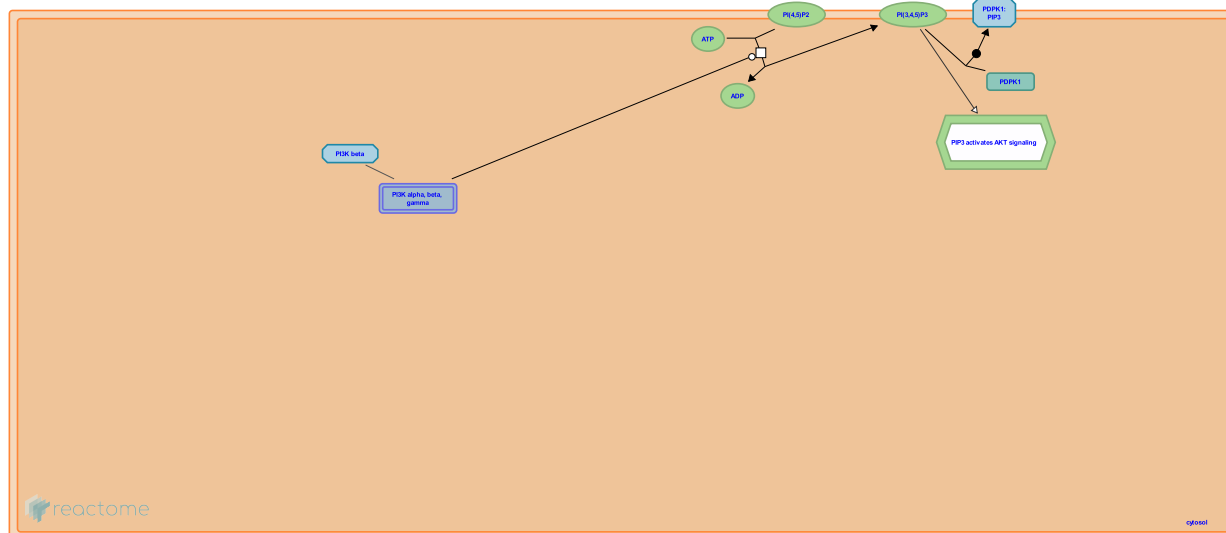 PI(4,5)P2
PI(3,4,5)P3
PDPK1:
PIP3
ATP
PDPK1
ADP
PIP3 activates AKT signaling
PI3K beta
PI3K alpha, beta,
gamma
reactome
cytosol